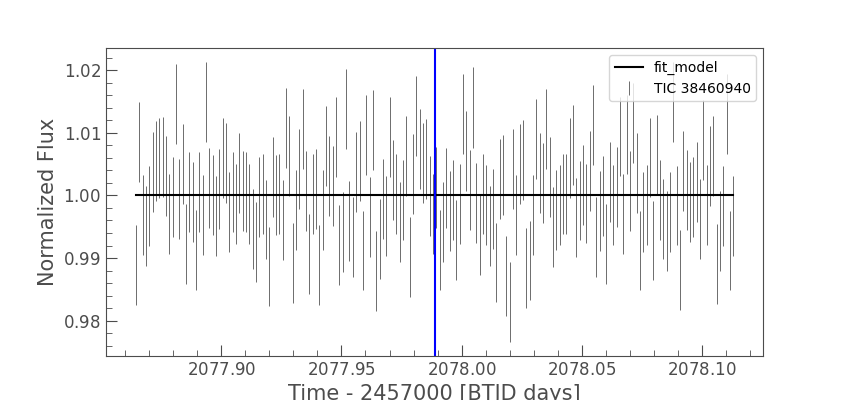 1.02
1.01
1.00
0.99
0.98
Normalized Flux
fit_model
TIC 38460940
2077.90 2077.95 2078.00 2078.05 2078.10
Time - 2457000 [BTJD days]